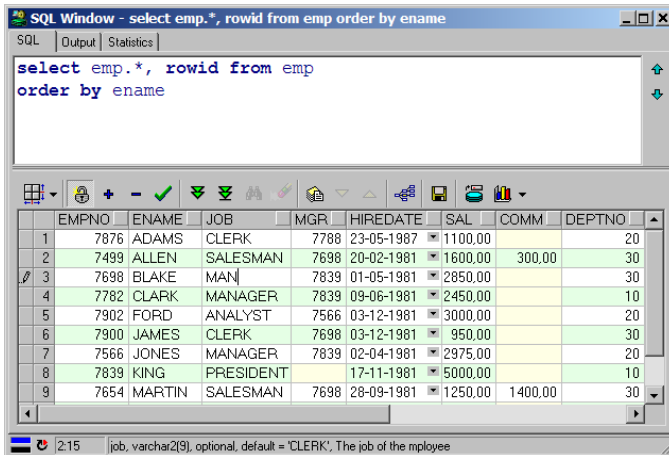 SQL Window - select emp.*, rowid from emp order by ename
SQL Output Statistics
select emp.*, rowid from emp
order by ename
EMPNO ENAME JOB MGR HIREDATE SAL COMM DEPTNO
1 7876 ADAMS CLERK 7788 23-05-1987 1100,00 20
2 7499 ALLEN SALESMAN 7698 20-02-1981 1600,00 300,00 30
3 7698 BLAKE MAN 7839 01-05-1981 2850,00 30
4 7782 CLARK MANAGER 7839 09-06-1981 2450,00 10
5 7902 FORD ANALYST 7566 03-12-1981 3000,00 20
6 7900 JAMES CLERK 7698 03-12-1981 950,00 30
7 7566 JONES MANAGER 7839 02-04-1981 2975,00 20
8 7839 KING PRESIDENT 17-11-1981 5000,00 10
9 7654 MARTIN SALESMAN 7698 28-09-1981 1250,00 1400,00 30
2:15 job, varchar2(9), optional, default = 'CLERK', The job of the mployee